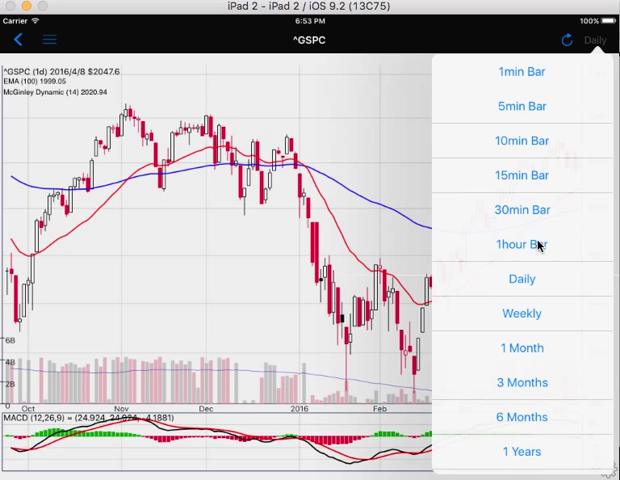 iPad 2 - iPad 2 / iOS 9.2 (13C75)
Carrier 6:53 PM 100%
^GSPC Daily
^GSPC (1d) 2016/4/8 $2047.6
EMA (100) 1999.05
McGinley Dynamic (14) 2020.94
1min Bar
5min Bar
10min Bar
15min Bar
30min Bar
1hour Bar
Daily
Weekly
1 Month
3 Months
6 Months
1 Years
6B
4B
2B
0
Oct Nov Dec 2016 Feb
MACD (12,26,9) = (24.924, 24.924, -4.1881)